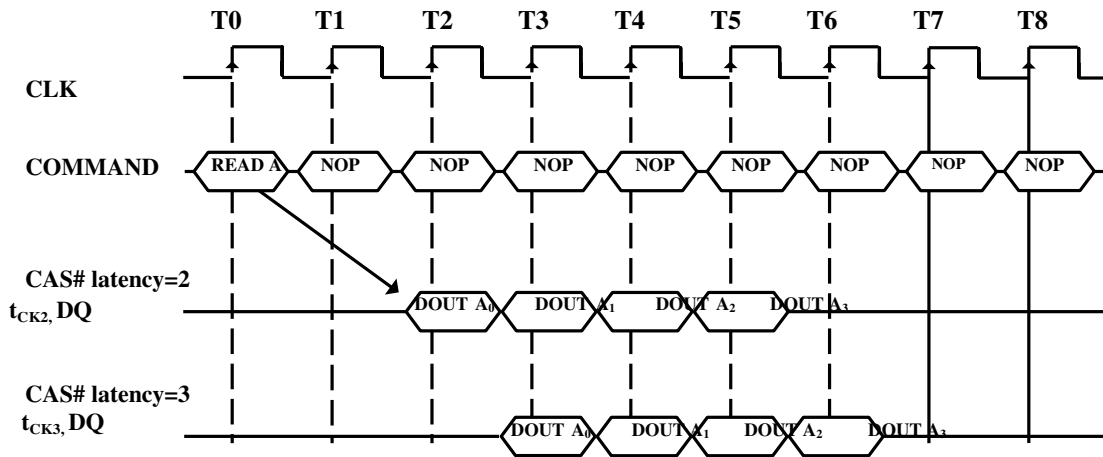 T0 T1 T2 T3 T4 T5 T6 T7 T8
CLK
COMMAND READ A NOP NOP NOP NOP NOP NOP NOP NOP
CAS# latency=2
tCK2, DQ DOUT A0 DOUT A1 DOUT A2 DOUT A3
CAS# latency=3
tCK3, DQ DOUT A0 DOUT A1 DOUT A2 DOUT A3